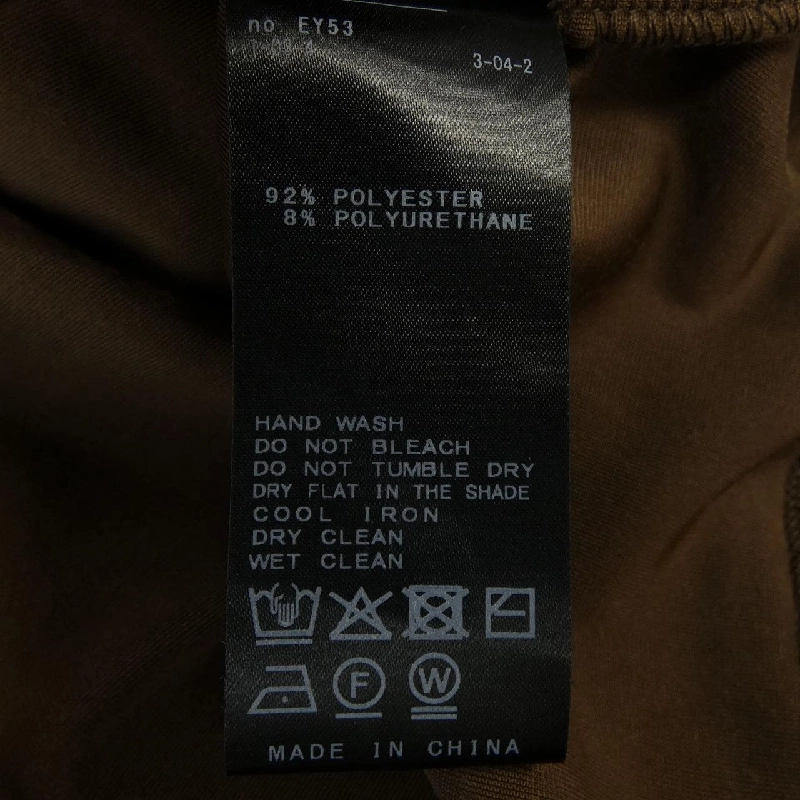 no. EY53
3-04-2
92% POLYESTER
8% POLYURETHANE
HAND WASH
DO NOT BLEACH
DO NOT TUMBLE DRY
DRY FLAT IN THE SHADE
COOL IRON
DRY CLEAN
WET CLEAN
F W
MADE IN CHINA